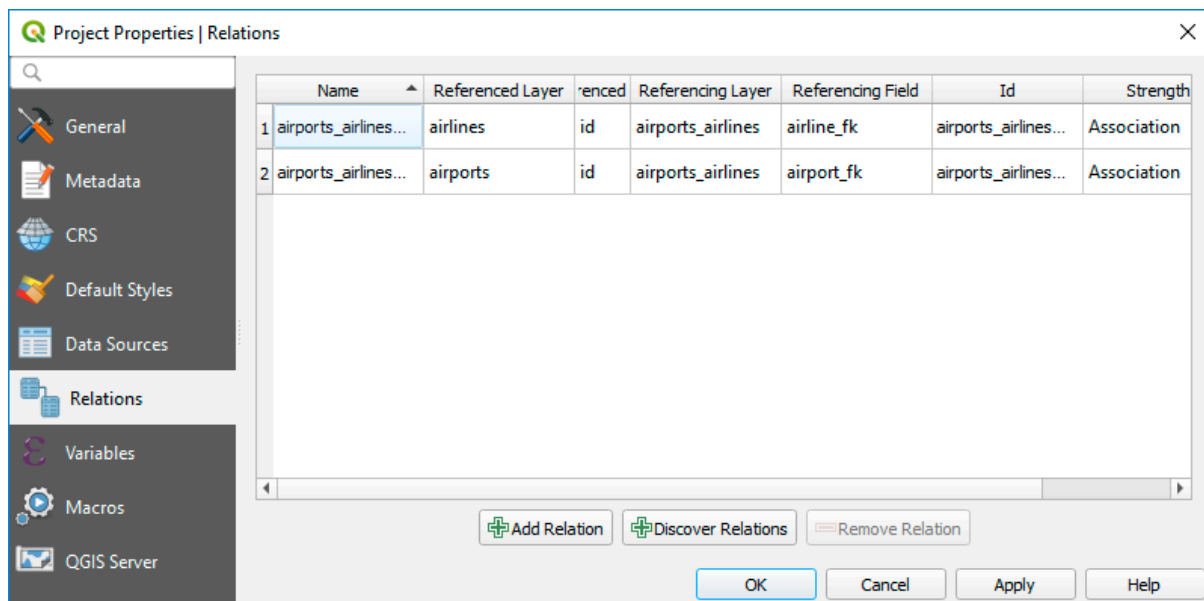 Project Properties | Relations
General
Metadata
CRS
Default Styles
Data Sources
Relations
Variables
Macros
QGIS Server
Name Referenced Layer renced Referencing Layer Referencing Field Id Strength
1 airports_airlines... airlines id airports_airlines airline_fk airports_airlines... Association
2 airports_airlines... airports id airports_airlines airport_fk airports_airlines... Association
Add Relation Discover Relations Remove Relation
OK Cancel Apply Help